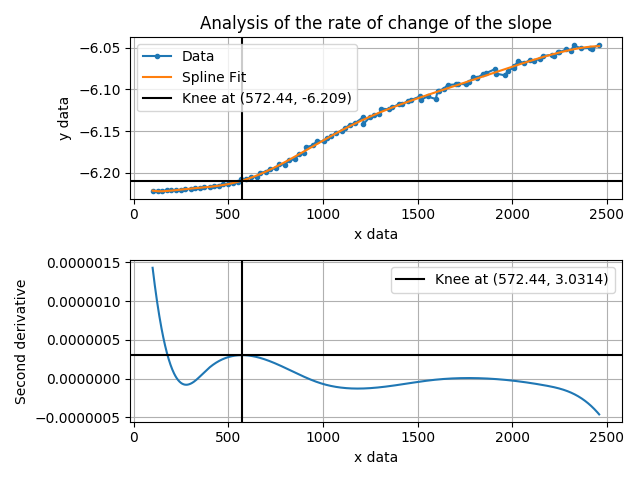 Analysis of the rate of change of the slope
Data
Spline Fit
Knee at (572.44, -6.209)
−6.05
−6.10
−6.15
−6.20
y data
0
500
1000
1500
2000
2500
x data
Knee at (572.44, 3.0314)
0.0000015
0.0000010
0.0000005
0.0000000
−0.0000005
Second derivative
0
500
1000
1500
2000
2500
x data